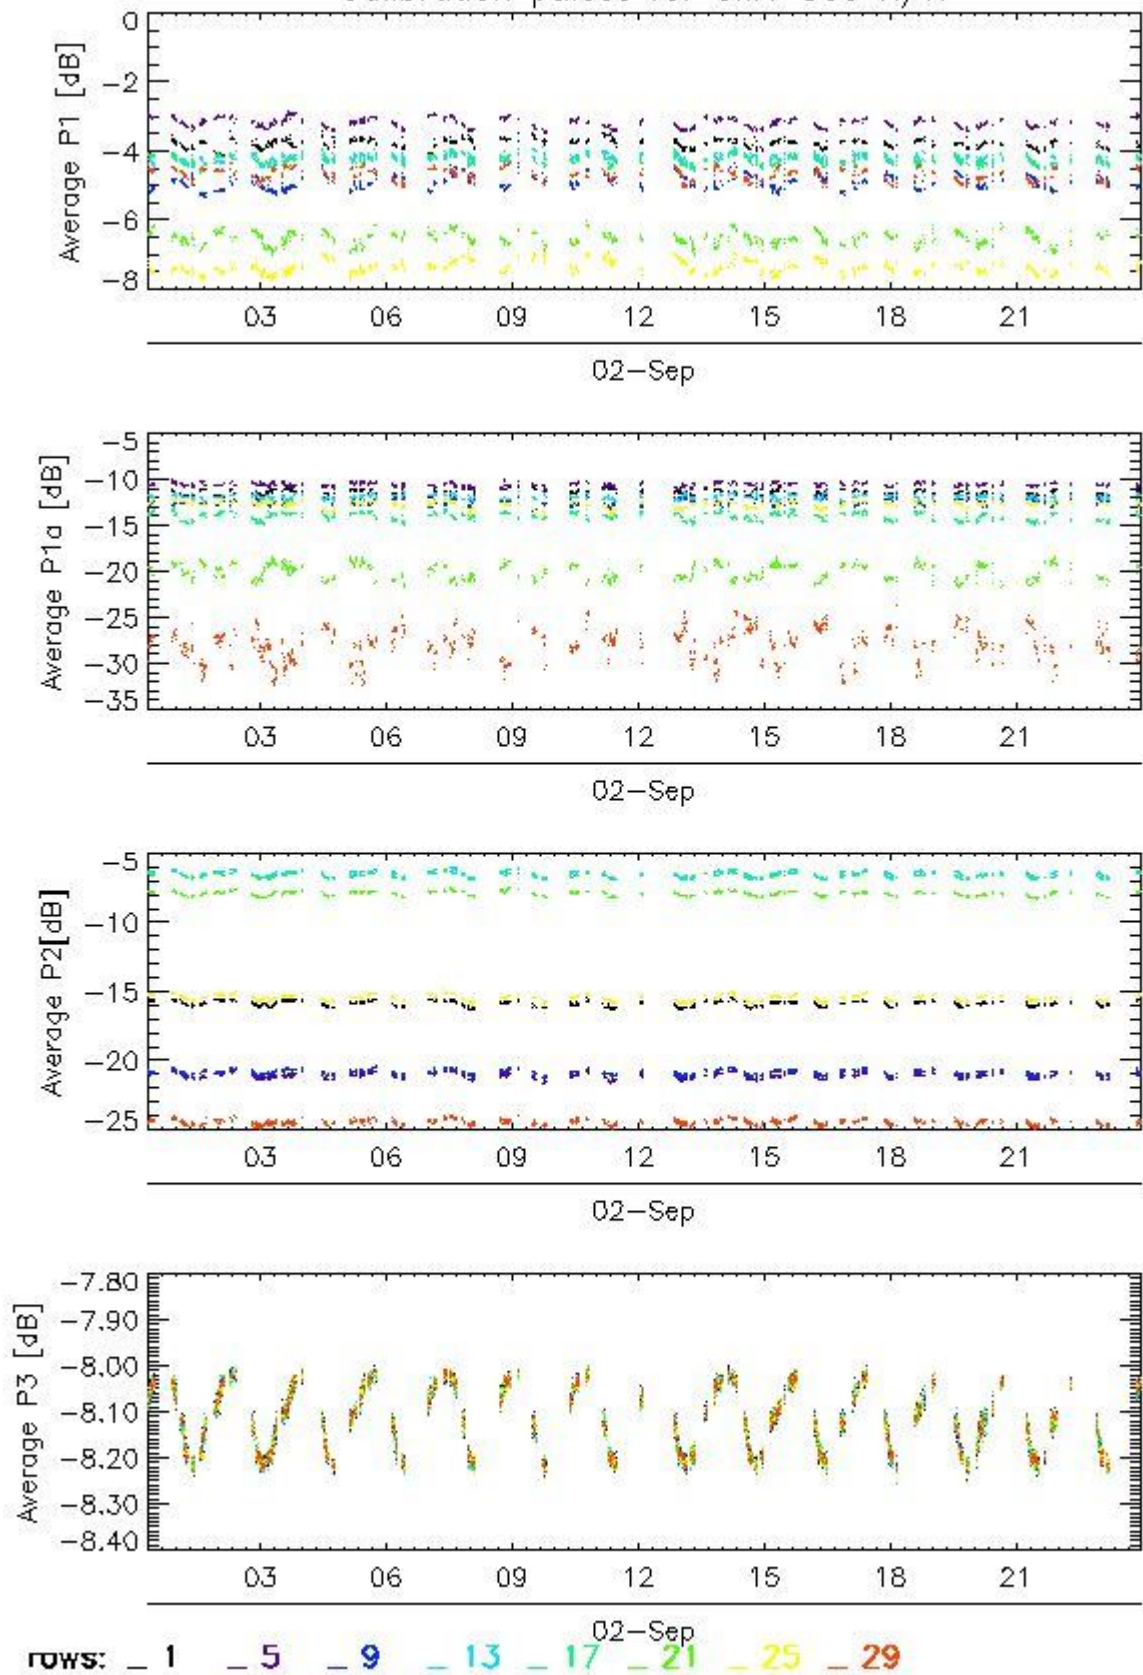 0
−2
−4
−6
−8
Average P1 [dB]
03 06 09 12 15 18 21
02−Sep
−5
−10
−15
−20
−25
−30
−35
Average P1a [dB]
03 06 09 12 15 18 21
02−Sep
−5
−10
−15
−20
−25
Average P2[dB]
03 06 09 12 15 18 21
02−Sep
−7.80
−7.90
−8.00
−8.10
−8.20
−8.30
−8.40
Average P3 [dB]
03 06 09 12 15 18 21
02−Sep
rows: _ 1 _ 5 _ 9 _ 13 _ 17 _ 21 _ 25 _ 29